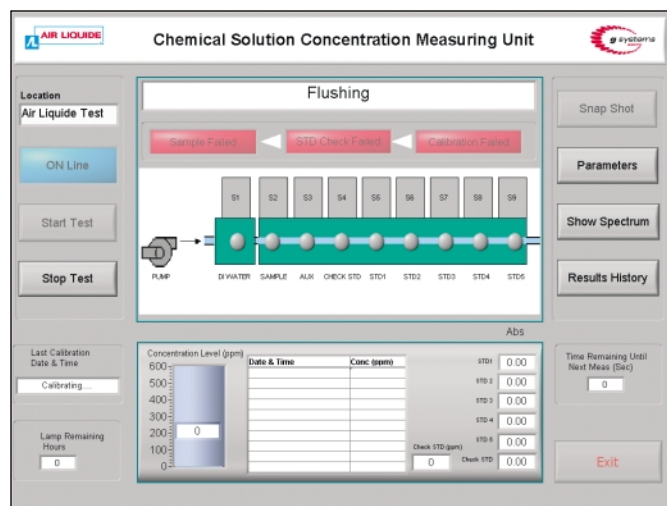 AIR LIQUIDE
Chemical Solution Concentration Measuring Unit
g systems
Location
Air Liquide Test
ON Line
Start Test
Stop Test
Flushing
Sample Failed
STD Check Failed
Calibration Failed
S1 S2 S3 S4 S5 S6 S7 S8 S9
PUMP DI WATER SAMPLE AUX CHECK STD STD1 STD2 STD3 STD4 STD5
Snap Shot
Parameters
Show Spectrum
Results History
Last Calibration
Date & Time
Calibrating....
Lamp Remaining
Hours
0
Concentration Level (ppm)
600
500
400
300
200
100
0
0
Date & Time Conc (ppm)
Abs
STD1 0.00
STD 2 0.00
STD 3 0.00
STD 4 0.00
STD 5 0.00
Check STD (ppm)
0
Check STD 0.00
Time Remaining Until
Next Meas (Sec)
0
Exit